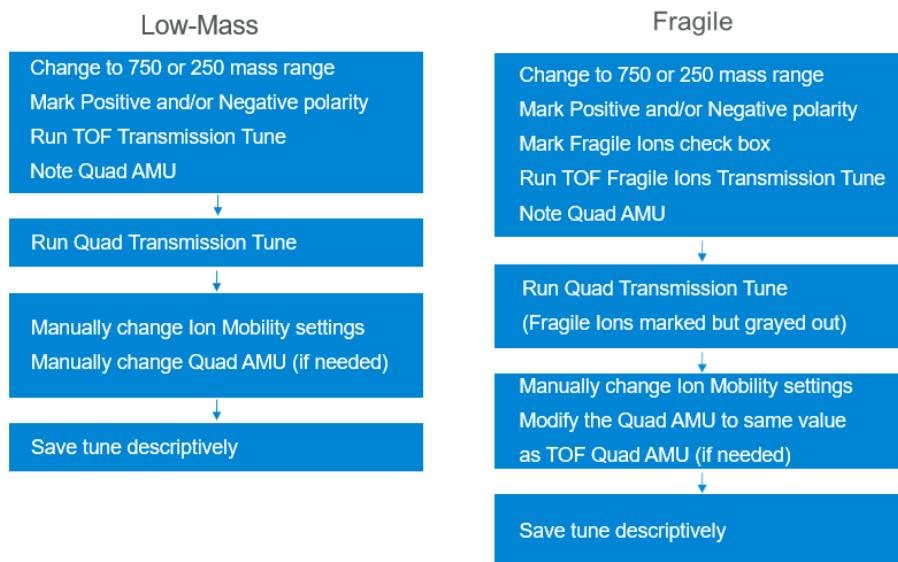 Low-Mass
Change to 750 or 250 mass range
Mark Positive and/or Negative polarity
Run TOF Transmission Tune
Note Quad AMU
Run Quad Transmission Tune
Manually change Ion Mobility settings
Manually change Quad AMU (if needed)
Save tune descriptively
Fragile
Change to 750 or 250 mass range
Mark Positive and/or Negative polarity
Mark Fragile Ions check box
Run TOF Fragile Ions Transmission Tune
Note Quad AMU
Run Quad Transmission Tune
(Fragile Ions marked but grayed out)
Manually change Ion Mobility settings
Modify the Quad AMU to same value
as TOF Quad AMU (if needed)
Save tune descriptively